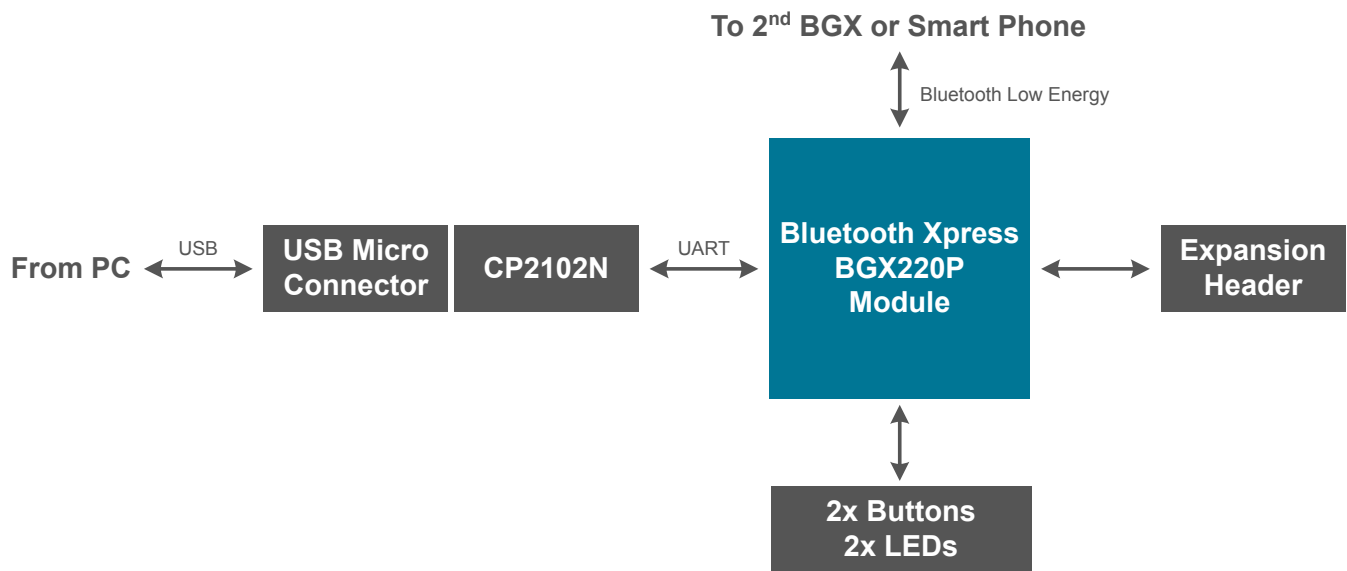 To 2nd BGX or Smart Phone
Bluetooth Low Energy
From PC
USB
USB Micro
Connector
CP2102N
UART
Bluetooth Xpress
BGX220P
Module
Expansion
Header
2x Buttons
2x LEDs